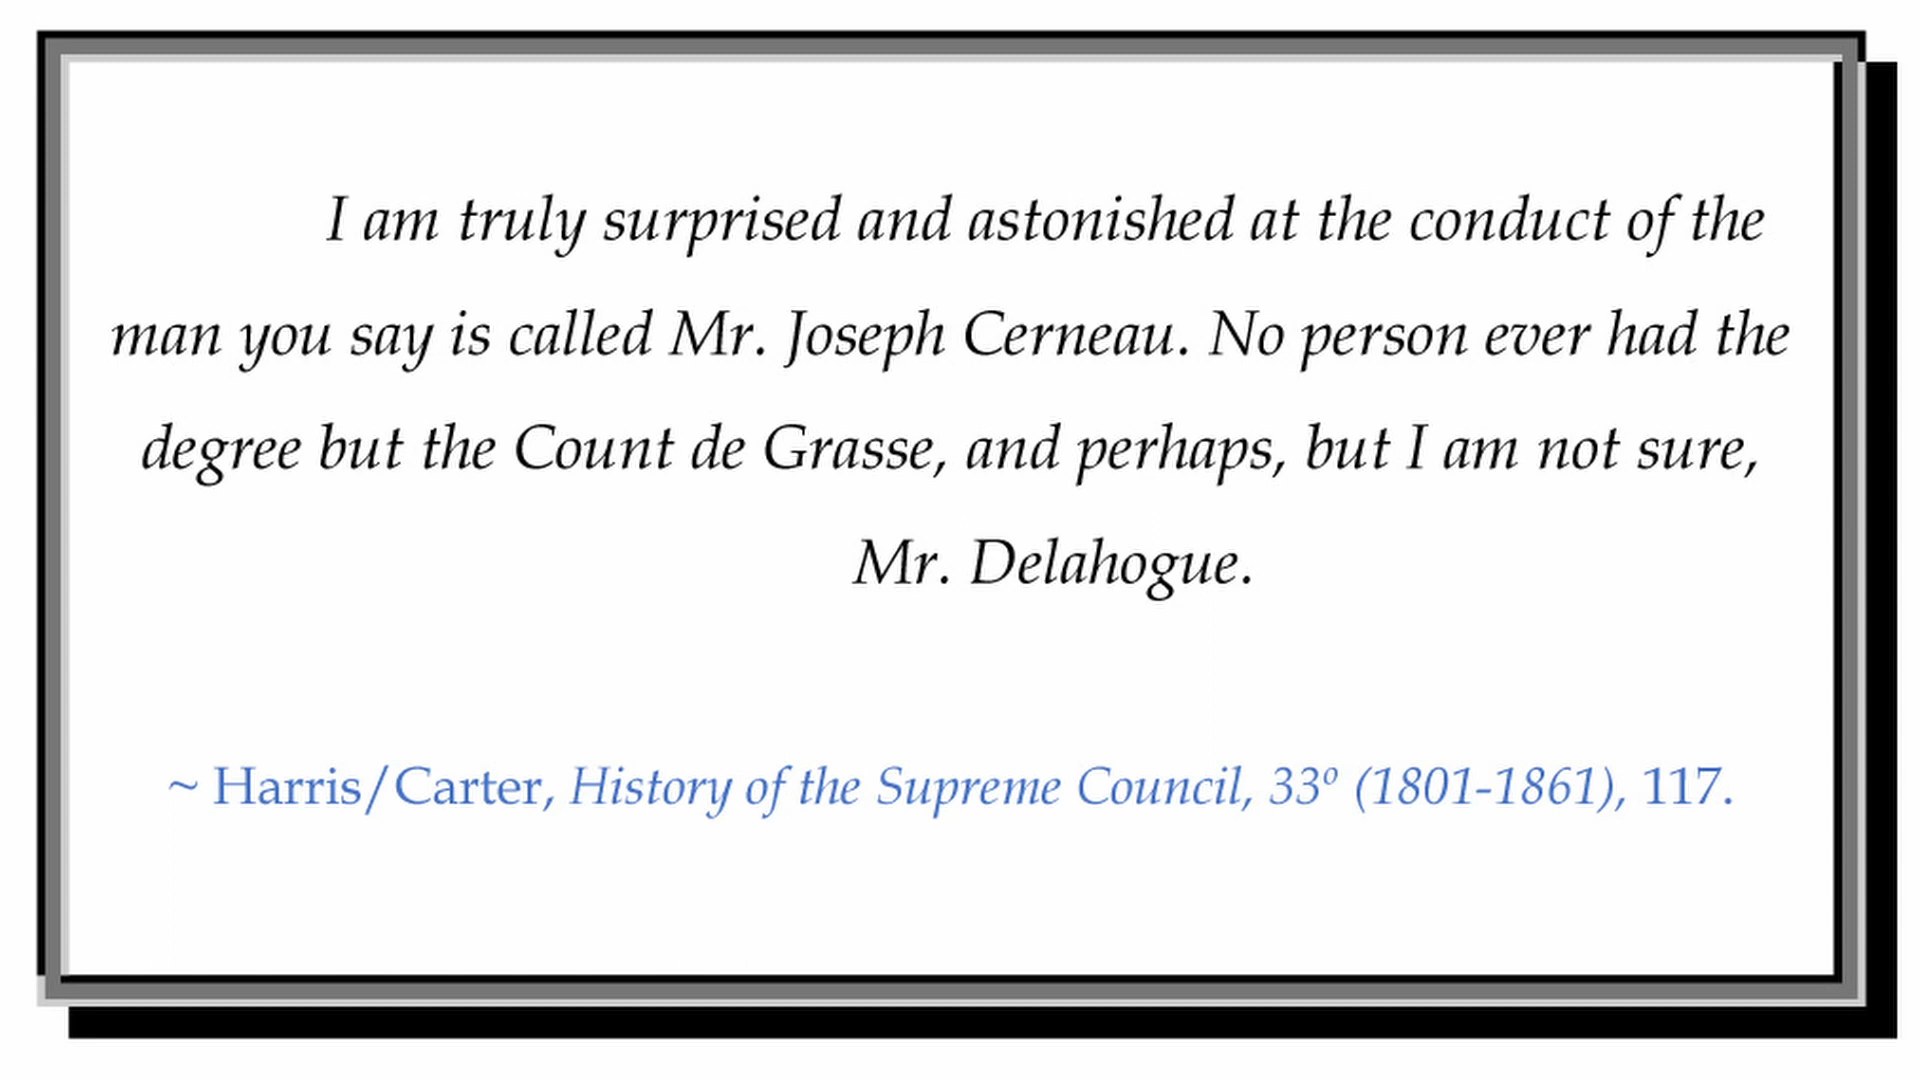 I am truly surprised and astonished at the conduct of the
man you say is called Mr. Joseph Cerneau. No person ever had the
degree but the Count de Grasse, and perhaps, but I am not sure,
Mr. Delahogue.
~ Harris/Carter, History of the Supreme Council, 33º (1801-1861), 117.